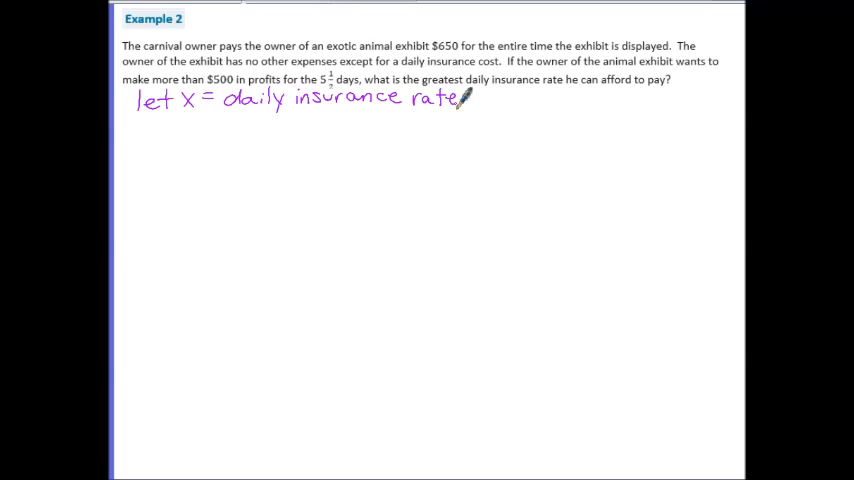 Example 2
The carnival owner pays the owner of an exotic animal exhibit $650 for the entire time the exhibit is displayed. The
owner of the exhibit has no other expenses except for a daily insurance cost. If the owner of the animal exhibit wants to
make more than $500 in profits for the 5 1/2 days, what is the greatest daily insurance rate he can afford to pay?
let x = daily insurance rate